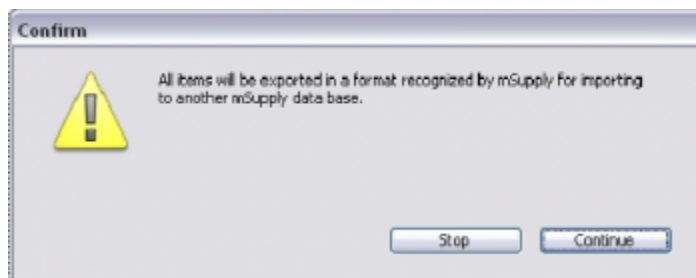 Confirm
All items will be exported in a format recognized by mSupply for importing
to another mSupply data base.
Stop
Continue